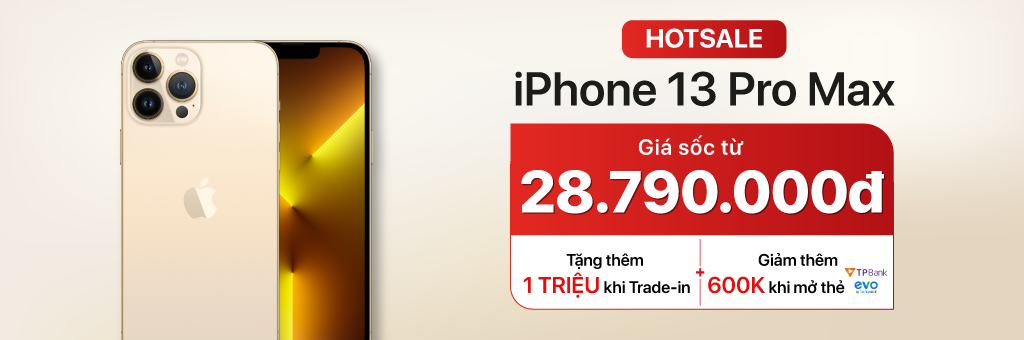 HOTSALE
iPhone 13 Pro Max
Giá sốc từ
28.790.000đ
Tặng thêm
1 TRIỆU khi Trade-in
+
Giảm thêm
600K khi mở thẻ
TPBank
evo